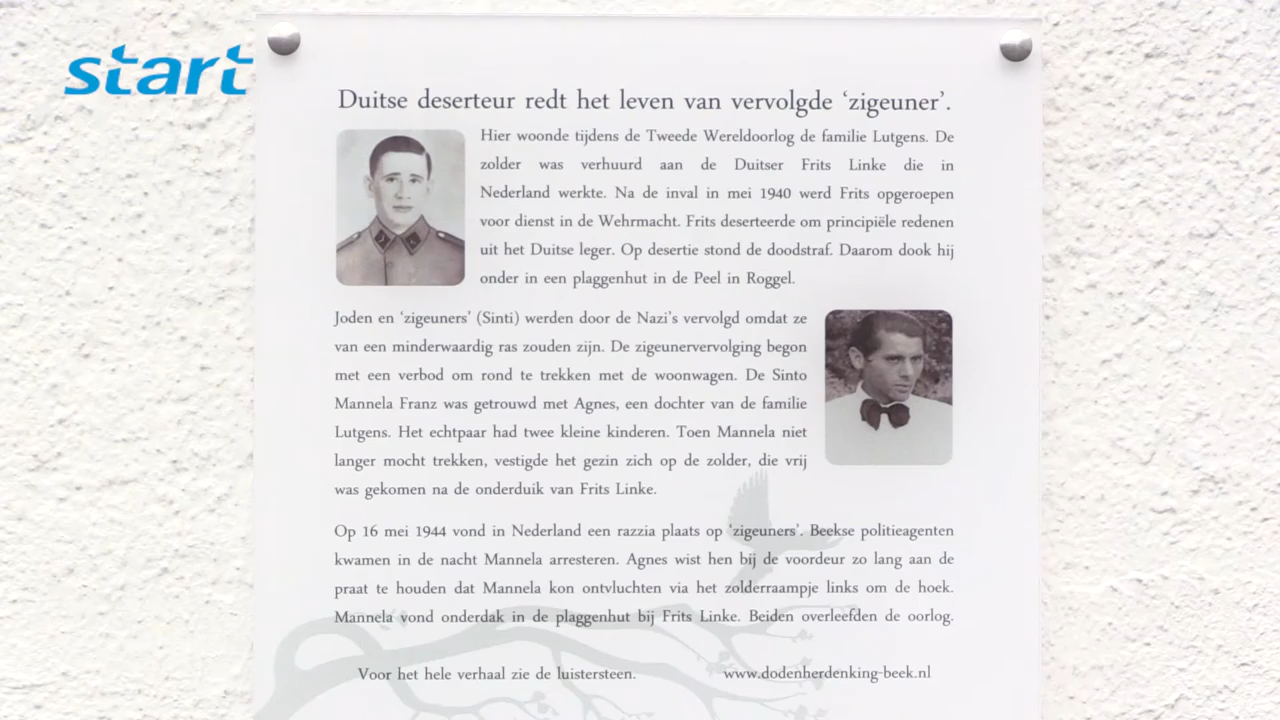 start
Duitse deserteur redt het leven van vervolgde ‘zigeuner’.
Hier woonde tijdens de Tweede Wereldoorlog de familie Lutgens. De
zolder was verhuurd aan de Duitser Frits Linke die in
Nederland werkte. Na de inval in mei 1940 werd Frits opgeroepen
voor dienst in de Wehrmacht. Frits deserteerde om principiële redenen
uit het Duitse leger. Op desertie stond de doodstraf. Daarom dook hij
onder in een plaggenhut in de Peel in Roggel.
Joden en ‘zigeuners’ (Sinti) werden door de Nazi’s vervolgd omdat ze
van een minderwaardig ras zouden zijn. De zigeunervervolging begon
met een verbod om rond te trekken met de woonwagen. De Sinto
Mannela Franz was getrouwd met Agnes, een dochter van de familie
Lutgens. Het echtpaar had twee kleine kinderen. Toen Mannela niet
langer mocht trekken, vestigde het gezin zich op de zolder, die vrij
was gekomen na de onderduik van Frits Linke.
Op 16 mei 1944 vond in Nederland een razzia plaats op ‘zigeuners’. Beekse politieagenten
kwamen in de nacht Mannela arresteren. Agnes wist hen bij de voordeur zo lang aan de
praat te houden dat Mannela kon ontvluchten via het zolderraampje links om de hoek.
Mannela vond onderdak in de plaggenhut bij Frits Linke. Beiden overleefden de oorlog.
Voor het hele verhaal zie de luistersteen. www.dodenherdenking-beek.nl